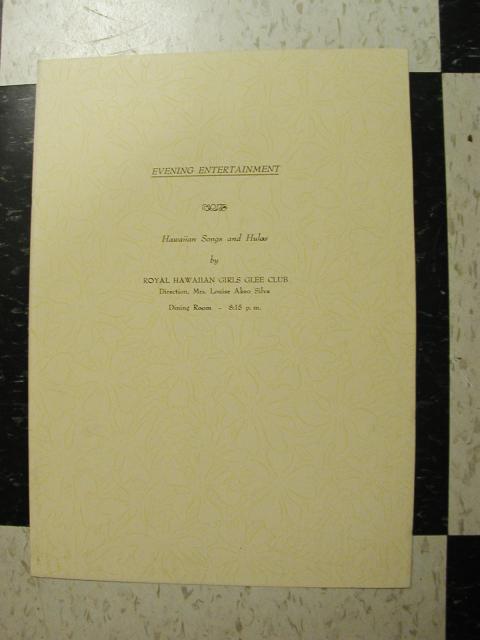 EVENING ENTERTAINMENT
Hawaiian Songs and Hulas
by
ROYAL HAWAIIAN GIRLS GLEE CLUB
Direction, Mrs. Louise Akeo Silva
Dining Room - 8:15 p. m.